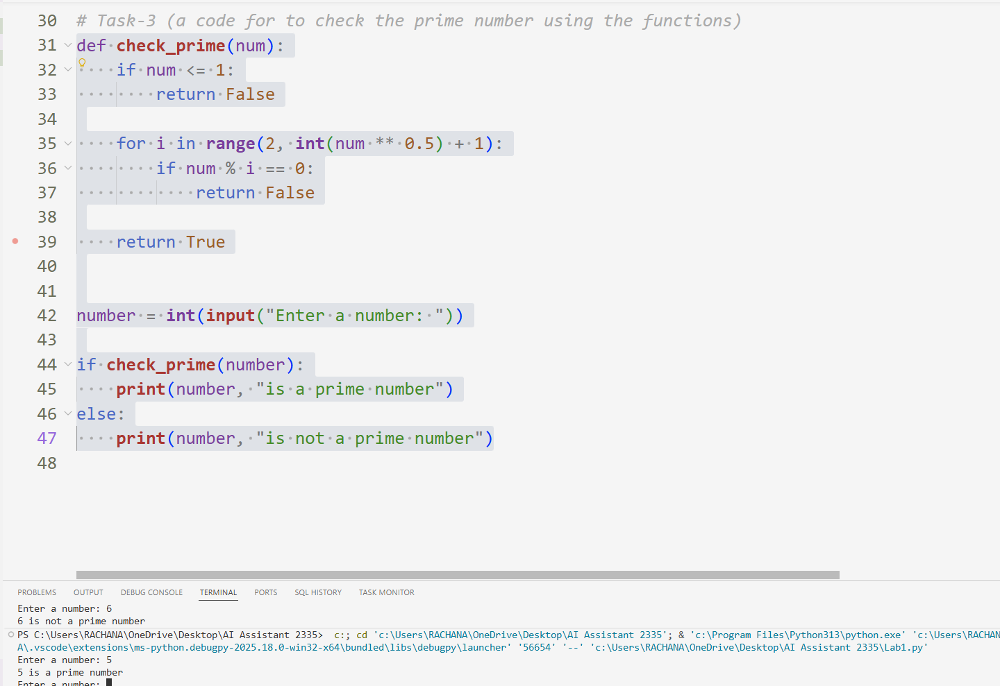 30 # Task-3 (a code for to check the prime number using the functions)
31 def check_prime(num):
32     if num <= 1:
33         return False
34
35     for i in range(2, int(num ** 0.5) + 1):
36         if num % i == 0:
37             return False
38
39     return True
40
41
42 number = int(input("Enter a number: "))
43
44 if check_prime(number):
45     print(number, "is a prime number")
46 else:
47     print(number, "is not a prime number")
48
PROBLEMS OUTPUT DEBUG CONSOLE TERMINAL PORTS SQL HISTORY TASK MONITOR
Enter a number: 6
6 is not a prime number
PS C:\Users\RACHANA\OneDrive\Desktop\AI Assistant 2335>  c:; cd 'c:\Users\RACHANA\OneDrive\Desktop\AI Assistant 2335'; & 'c:\Program Files\Python313\python.exe' 'c:\Users\RACHAN
A\.vscode\extensions\ms-python.debugpy-2025.18.0-win32-x64\bundled\libs\debugpy\launcher' '56654' '--' 'c:\Users\RACHANA\OneDrive\Desktop\AI Assistant 2335\Lab1.py'
Enter a number: 5
5 is a prime number
Enter a number: